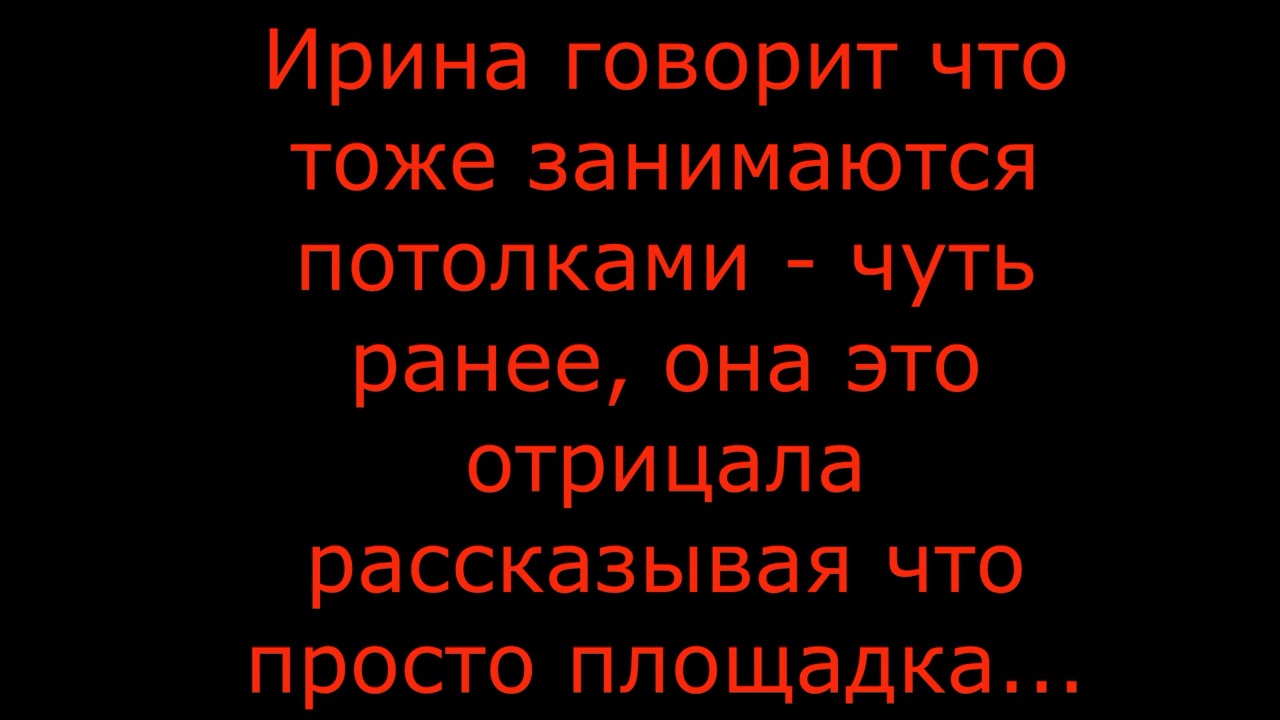 Ирина говорит что
тоже занимаются
потолками - чуть
ранее, она это
отрицала
рассказывая что
просто площадка...